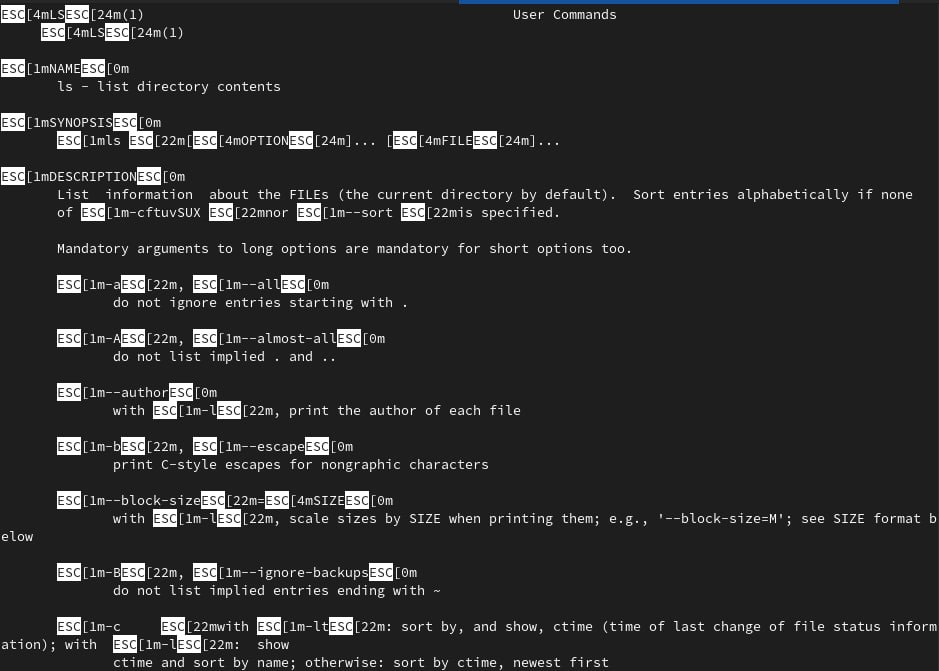 ESC[4mLSESC[24m(1) User Commands
ESC[4mLSESC[24m(1)
ESC[1mNAMEESC[0m
ls - list directory contents
ESC[1mSYNOPSISESC[0m
ESC[1mls ESC[22m[ESC[4mOPTIONESC[24m]... [ESC[4mFILEESC[24m]...
ESC[1mDESCRIPTIONESC[0m
List  information  about the FILEs (the current directory by default).  Sort entries alphabetically if none
of ESC[1m-cftuvSUX ESC[22mnor ESC[1m--sort ESC[22mis specified.
Mandatory arguments to long options are mandatory for short options too.
ESC[1m-aESC[22m, ESC[1m--allESC[0m
do not ignore entries starting with .
ESC[1m-AESC[22m, ESC[1m--almost-allESC[0m
do not list implied . and ..
ESC[1m--authorESC[0m
with ESC[1m-lESC[22m, print the author of each file
ESC[1m-bESC[22m, ESC[1m--escapeESC[0m
print C-style escapes for nongraphic characters
ESC[1m--block-sizeESC[22m=ESC[4mSIZEESC[0m
with ESC[1m-lESC[22m, scale sizes by SIZE when printing them; e.g., '--block-size=M'; see SIZE format b
elow
ESC[1m-BESC[22m, ESC[1m--ignore-backupsESC[0m
do not list implied entries ending with ~
ESC[1m-c     ESC[22mwith ESC[1m-ltESC[22m: sort by, and show, ctime (time of last change of file status inform
ation); with  ESC[1m-lESC[22m:  show
ctime and sort by name; otherwise: sort by ctime, newest first